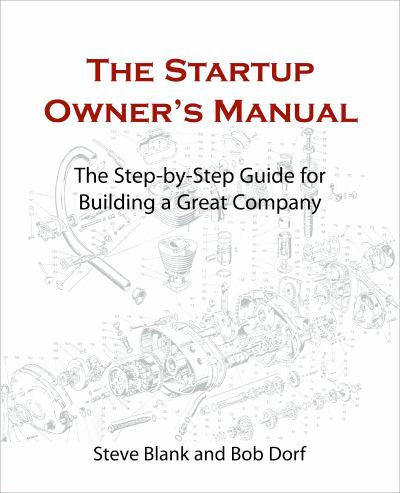 THE STARTUP
OWNER'S MANUAL
The Step-by-Step Guide for
Building a Great Company
Steve Blank and Bob Dorf